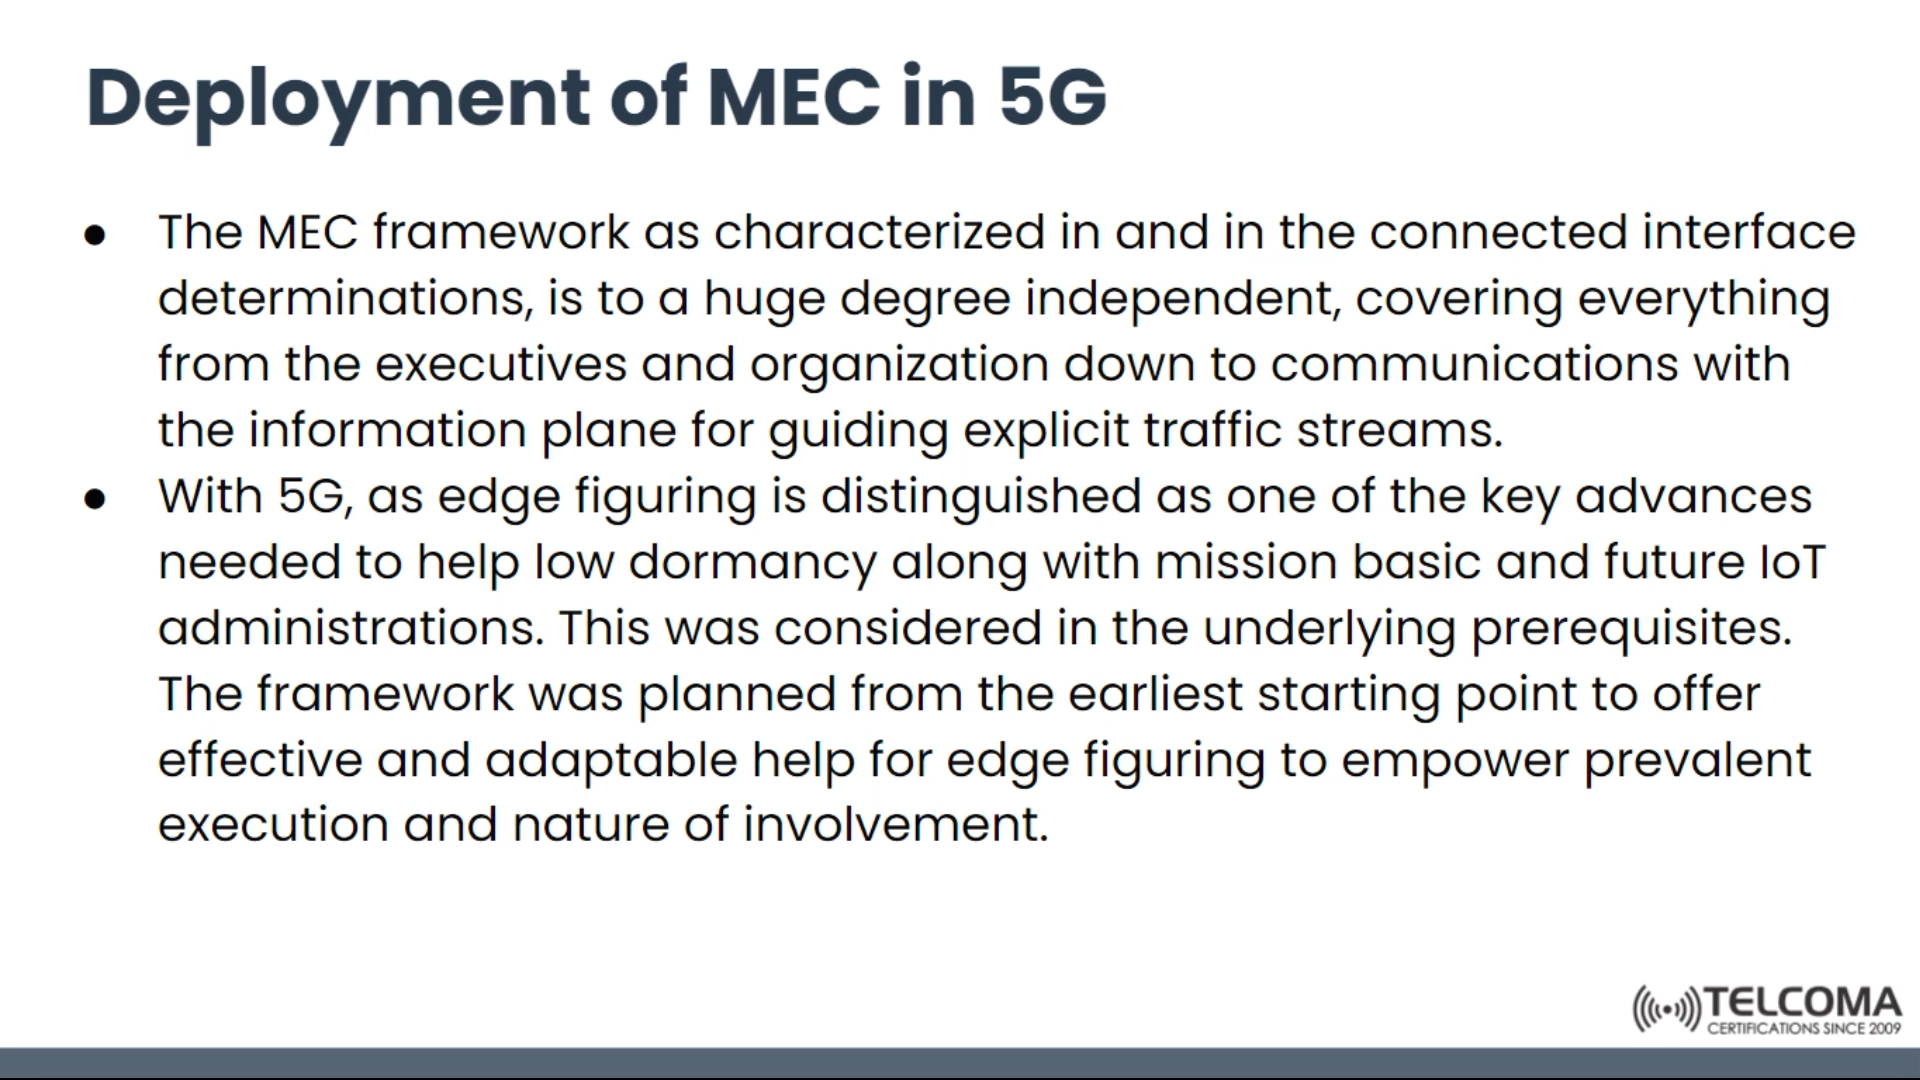 Deployment of MEC in 5G
● The MEC framework as characterized in and in the connected interface
determinations, is to a huge degree independent, covering everything
from the executives and organization down to communications with
the information plane for guiding explicit traffic streams.
● With 5G, as edge figuring is distinguished as one of the key advances
needed to help low dormancy along with mission basic and future IoT
administrations. This was considered in the underlying prerequisites.
The framework was planned from the earliest starting point to offer
effective and adaptable help for edge figuring to empower prevalent
execution and nature of involvement.
TELCOMA
CERTIFICATIONS SINCE 2009